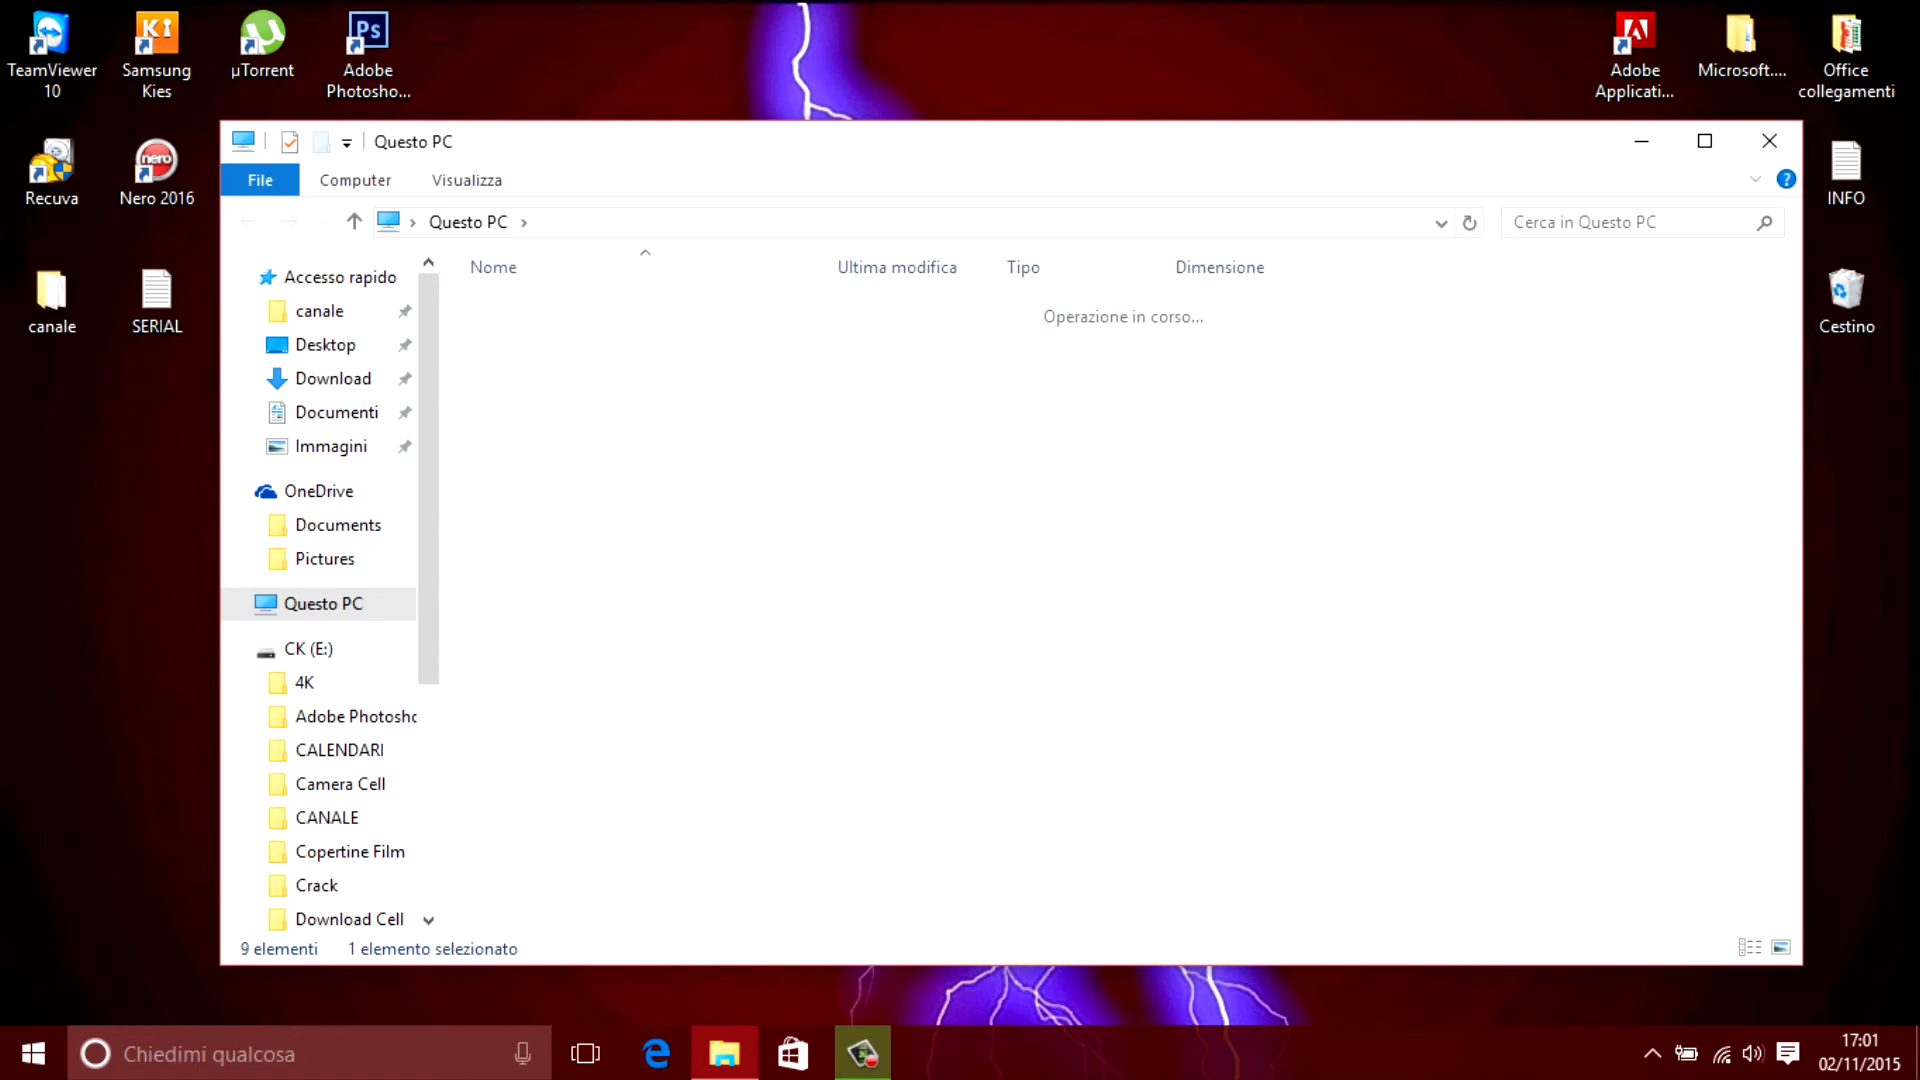 TeamViewer
10
Samsung
Kies
µTorrent
Adobe
Photosho...
Adobe
Applicati...
Microsoft....
Office
collegamenti
Recuva
Nero 2016
INFO
canale
SERIAL
Cestino
Questo PC
File
Computer
Visualizza
Questo PC
Cerca in Questo PC
Nome
Ultima modifica
Tipo
Dimensione
Operazione in corso...
Accesso rapido
canale
Desktop
Download
Documenti
Immagini
OneDrive
Documents
Pictures
Questo PC
CK (E:)
4K
Adobe Photosho
CALENDARI
Camera Cell
CANALE
Copertine Film
Crack
Download Cell
9 elementi
1 elemento selezionato
Chiedimi qualcosa
17:01
02/11/2015